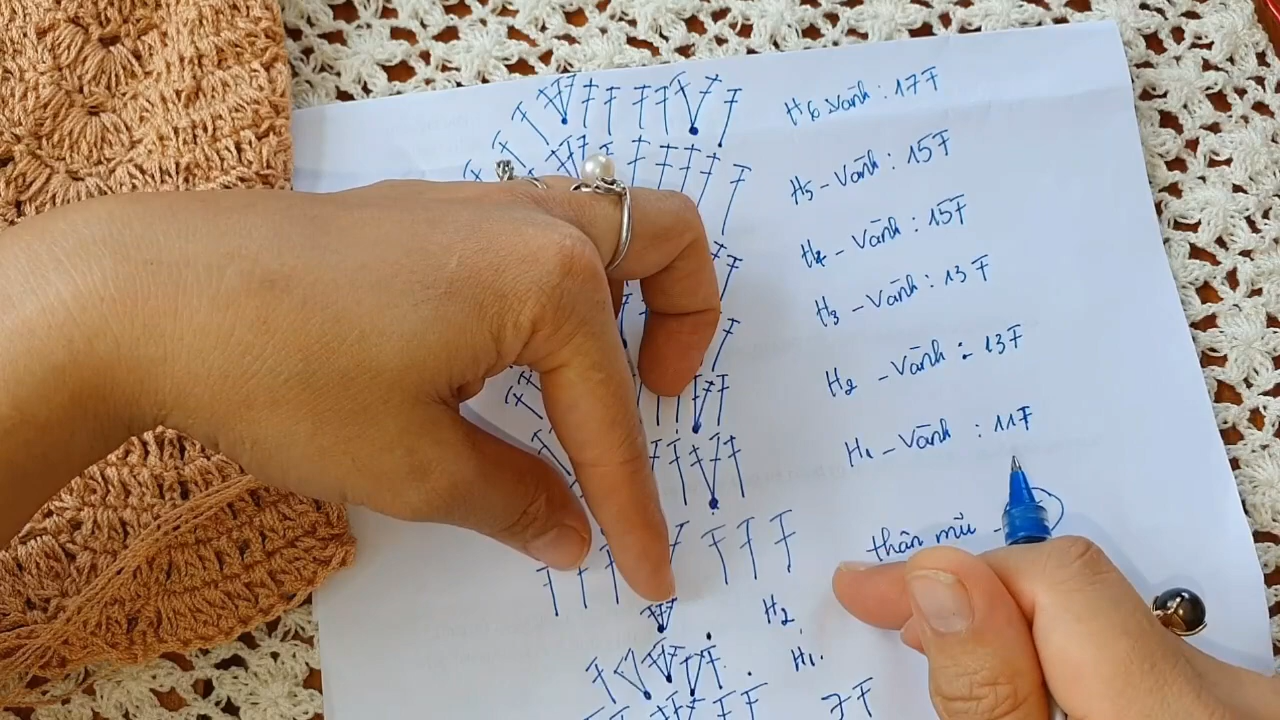 H6-Vành : 17F
H5 - Vành : 15F
H4 - Vành : 15F
H3 - Vành : 13F
H2 - Vành : 13F
H1 - Vành : 11F
thân mũ -
H2
H1.
7F